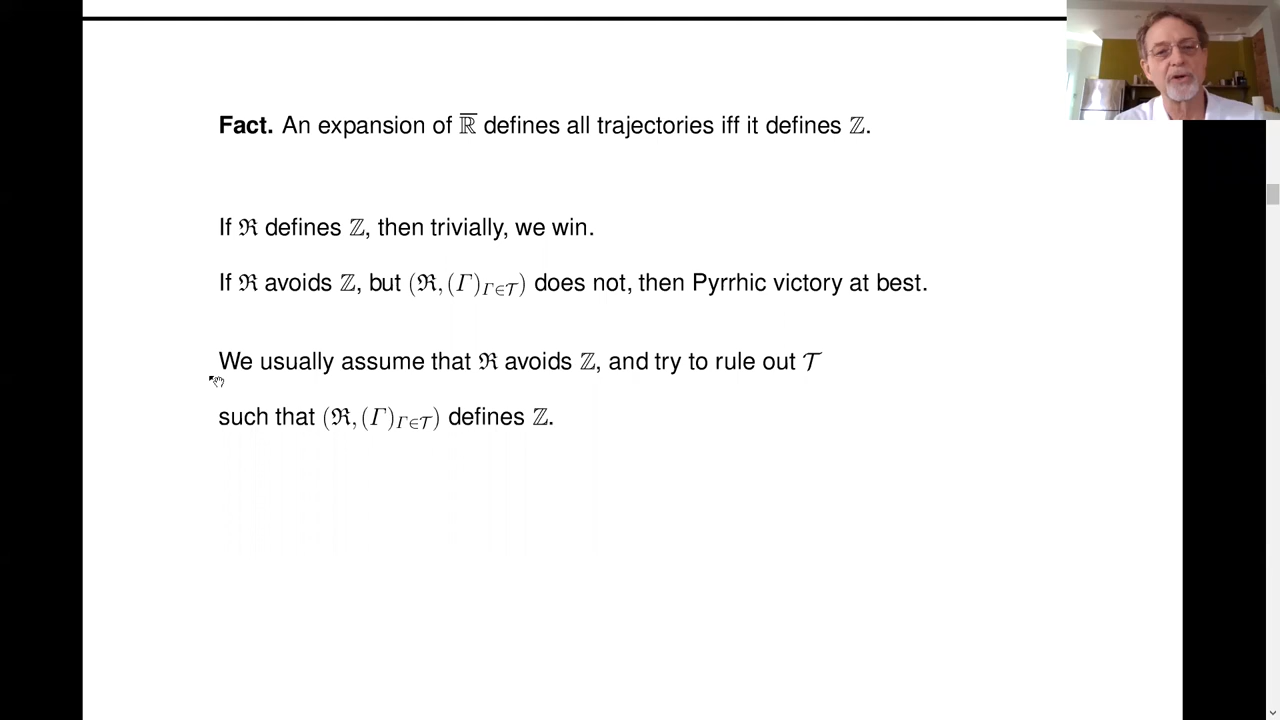 Fact. An expansion of ℝ̅ defines all trajectories iff it defines ℤ.
If ℜ defines ℤ, then trivially, we win.
If ℜ avoids ℤ, but (ℜ, (Γ)_{Γ∈𝒯}) does not, then Pyrrhic victory at best.
We usually assume that ℜ avoids ℤ, and try to rule out 𝒯
such that (ℜ, (Γ)_{Γ∈𝒯}) defines ℤ.